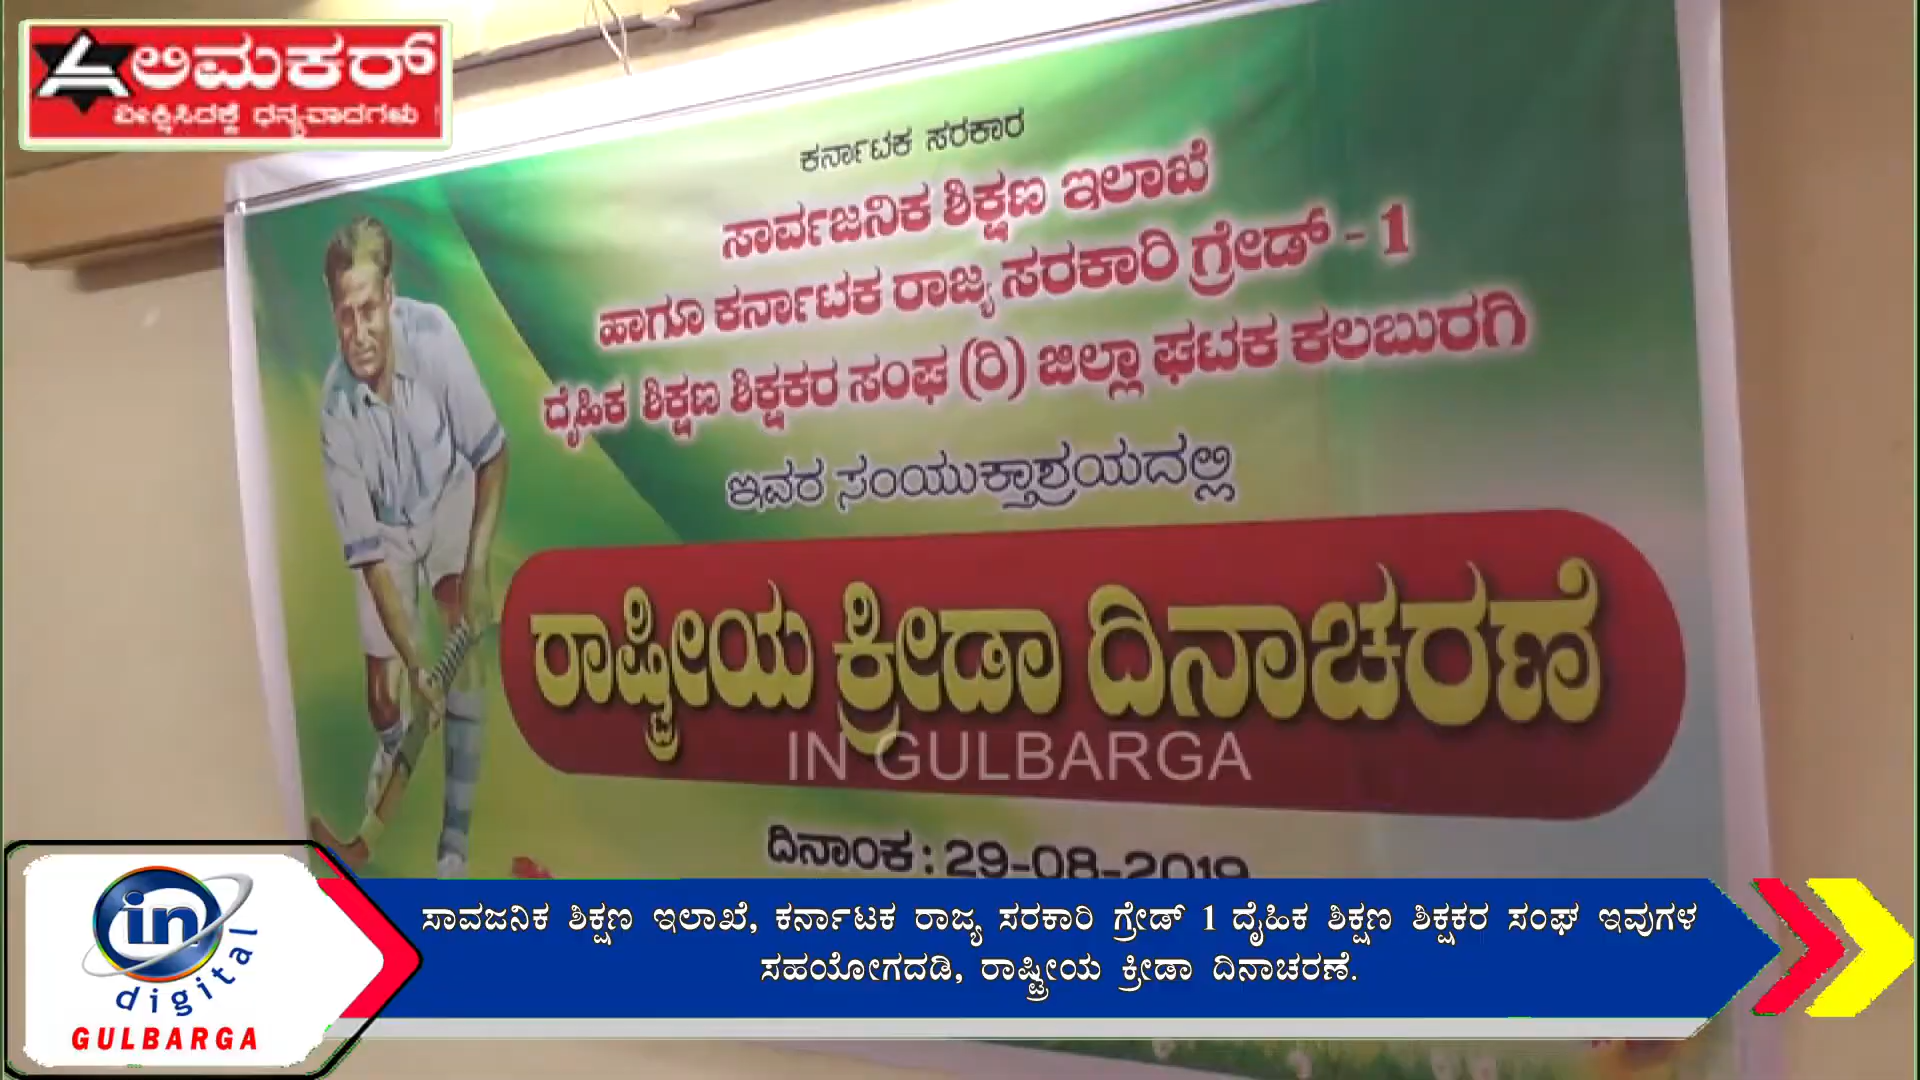 ಅಲಿಮಕರ್
ವೀಕ್ಷಿಸಿದಕ್ಕೆ ಧನ್ಯವಾದಗಳು
ಕರ್ನಾಟಕ ಸರಕಾರ
ಸಾರ್ವಜನಿಕ ಶಿಕ್ಷಣ ಇಲಾಖೆ
ಹಾಗೂ ಕರ್ನಾಟಕ ರಾಜ್ಯ ಸರಕಾರಿ ಗ್ರೇಡ್ - 1
ದೈಹಿಕ ಶಿಕ್ಷಣ ಶಿಕ್ಷಕರ ಸಂಘ (ರಿ) ಜಿಲ್ಲಾ ಘಟಕ ಕಲಬುರಗಿ
ಇವರ ಸಂಯುಕ್ತಾಶ್ರಯದಲ್ಲಿ
ರಾಷ್ಟ್ರೀಯ ಕ್ರೀಡಾ ದಿನಾಚರಣೆ
IN GULBARGA
ದಿನಾಂಕ : 29-08-2019
in
digital
GULBARGA
ಸಾವಜನಿಕ ಶಿಕ್ಷಣ ಇಲಾಖೆ, ಕರ್ನಾಟಕ ರಾಜ್ಯ ಸರಕಾರಿ ಗ್ರೇಡ್ 1 ದೈಹಿಕ ಶಿಕ್ಷಣ ಶಿಕ್ಷಕರ ಸಂಘ ಇವುಗಳ
ಸಹಯೋಗದಡಿ, ರಾಷ್ಟ್ರೀಯ ಕ್ರೀಡಾ ದಿನಾಚರಣೆ.